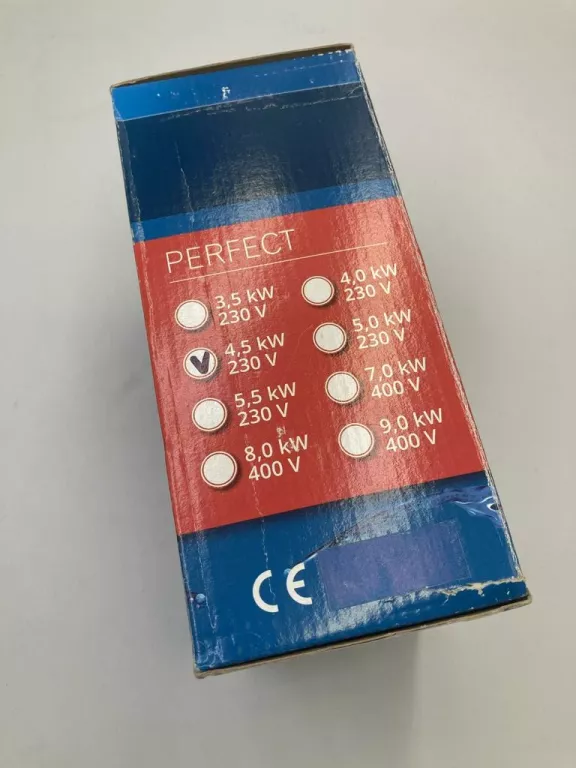 PERFECT
3,5 kW
230 V
4,5 kW
230 V
5,5 kW
230 V
8,0 kW
400 V
4,0 kW
230 V
5,0 kW
230 V
7,0 kW
400 V
9,0 kW
400 V
CE